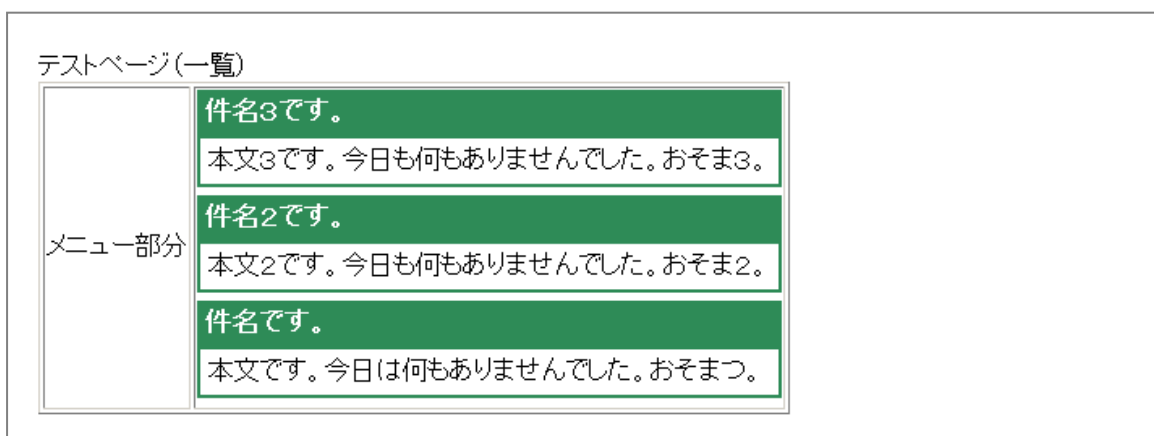 テストページ(一覧)
件名3です。
本文3です。今日も何もありませんでした。おそま3。
メニュー部分
件名2です。
本文2です。今日も何もありませんでした。おそま2。
件名です。
本文です。今日は何もありませんでした。おそまつ。